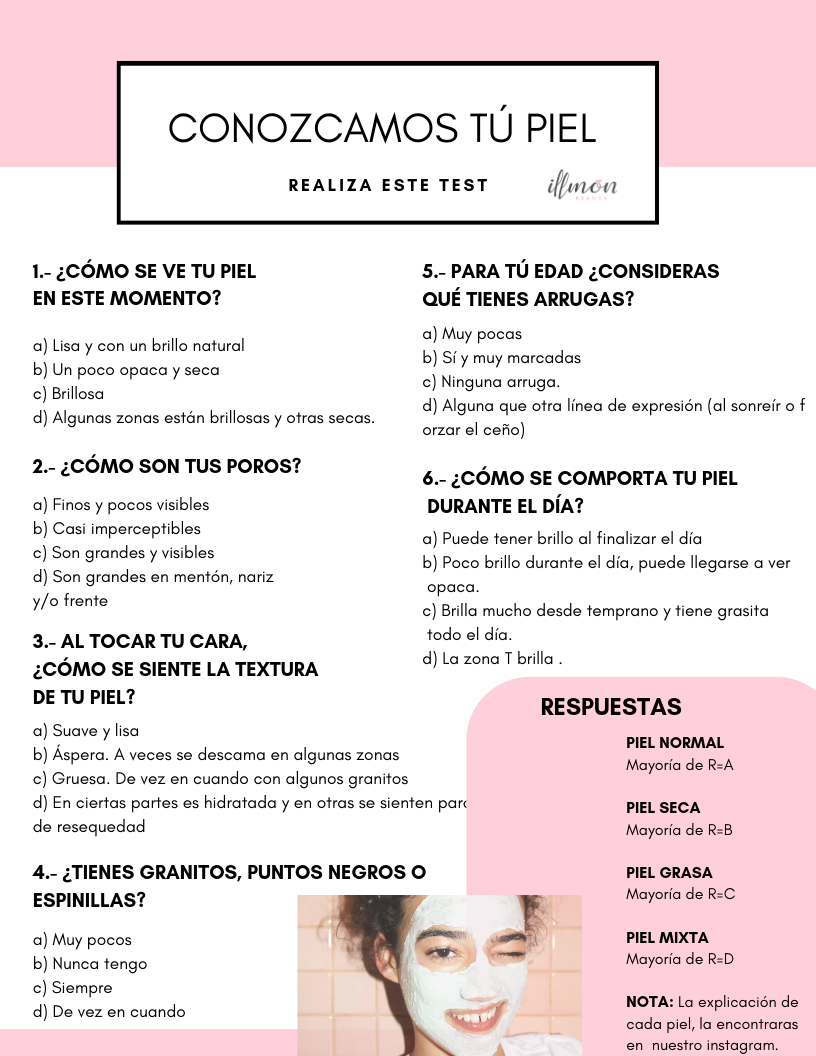 CONOZCAMOS TÚ PIEL
REALIZA ESTE TEST
illmon
BEAUTE
1.- ¿CÓMO SE VE TU PIEL
EN ESTE MOMENTO?
a) Lisa y con un brillo natural
b) Un poco opaca y seca
c) Brillosa
d) Algunas zonas están brillosas y otras secas.
2.- ¿CÓMO SON TUS POROS?
a) Finos y pocos visibles
b) Casi imperceptibles
c) Son grandes y visibles
d) Son grandes en mentón, nariz
y/o frente
3.- AL TOCAR TU CARA,
¿CÓMO SE SIENTE LA TEXTURA
DE TU PIEL?
a) Suave y lisa
b) Áspera. A veces se descama en algunas zonas
c) Gruesa. De vez en cuando con algunos granitos
d) En ciertas partes es hidratada y en otras se sienten
de resequedad
4.- ¿TIENES GRANITOS, PUNTOS NEGROS O
ESPINILLAS?
a) Muy pocos
b) Nunca tengo
c) Siempre
d) De vez en cuando
5.- PARA TÚ EDAD ¿CONSIDERAS
QUÉ TIENES ARRUGAS?
a) Muy pocas
b) Sí y muy marcadas
c) Ninguna arruga.
d) Alguna que otra línea de expresión (al sonreír o f
orzar el ceño)
6.- ¿CÓMO SE COMPORTA TU PIEL
DURANTE EL DÍA?
a) Puede tener brillo al finalizar el día
b) Poco brillo durante el día, puede llegarse a ver
opaca.
c) Brilla mucho desde temprano y tiene grasita
todo el día.
d) La zona T brilla .
RESPUESTAS
PIEL NORMAL
Mayoría de R=A
PIEL SECA
Mayoría de R=B
PIEL GRASA
Mayoría de R=C
PIEL MIXTA
Mayoría de R=D
NOTA: La explicación de
cada piel, la encontraras
en nuestro instagram.